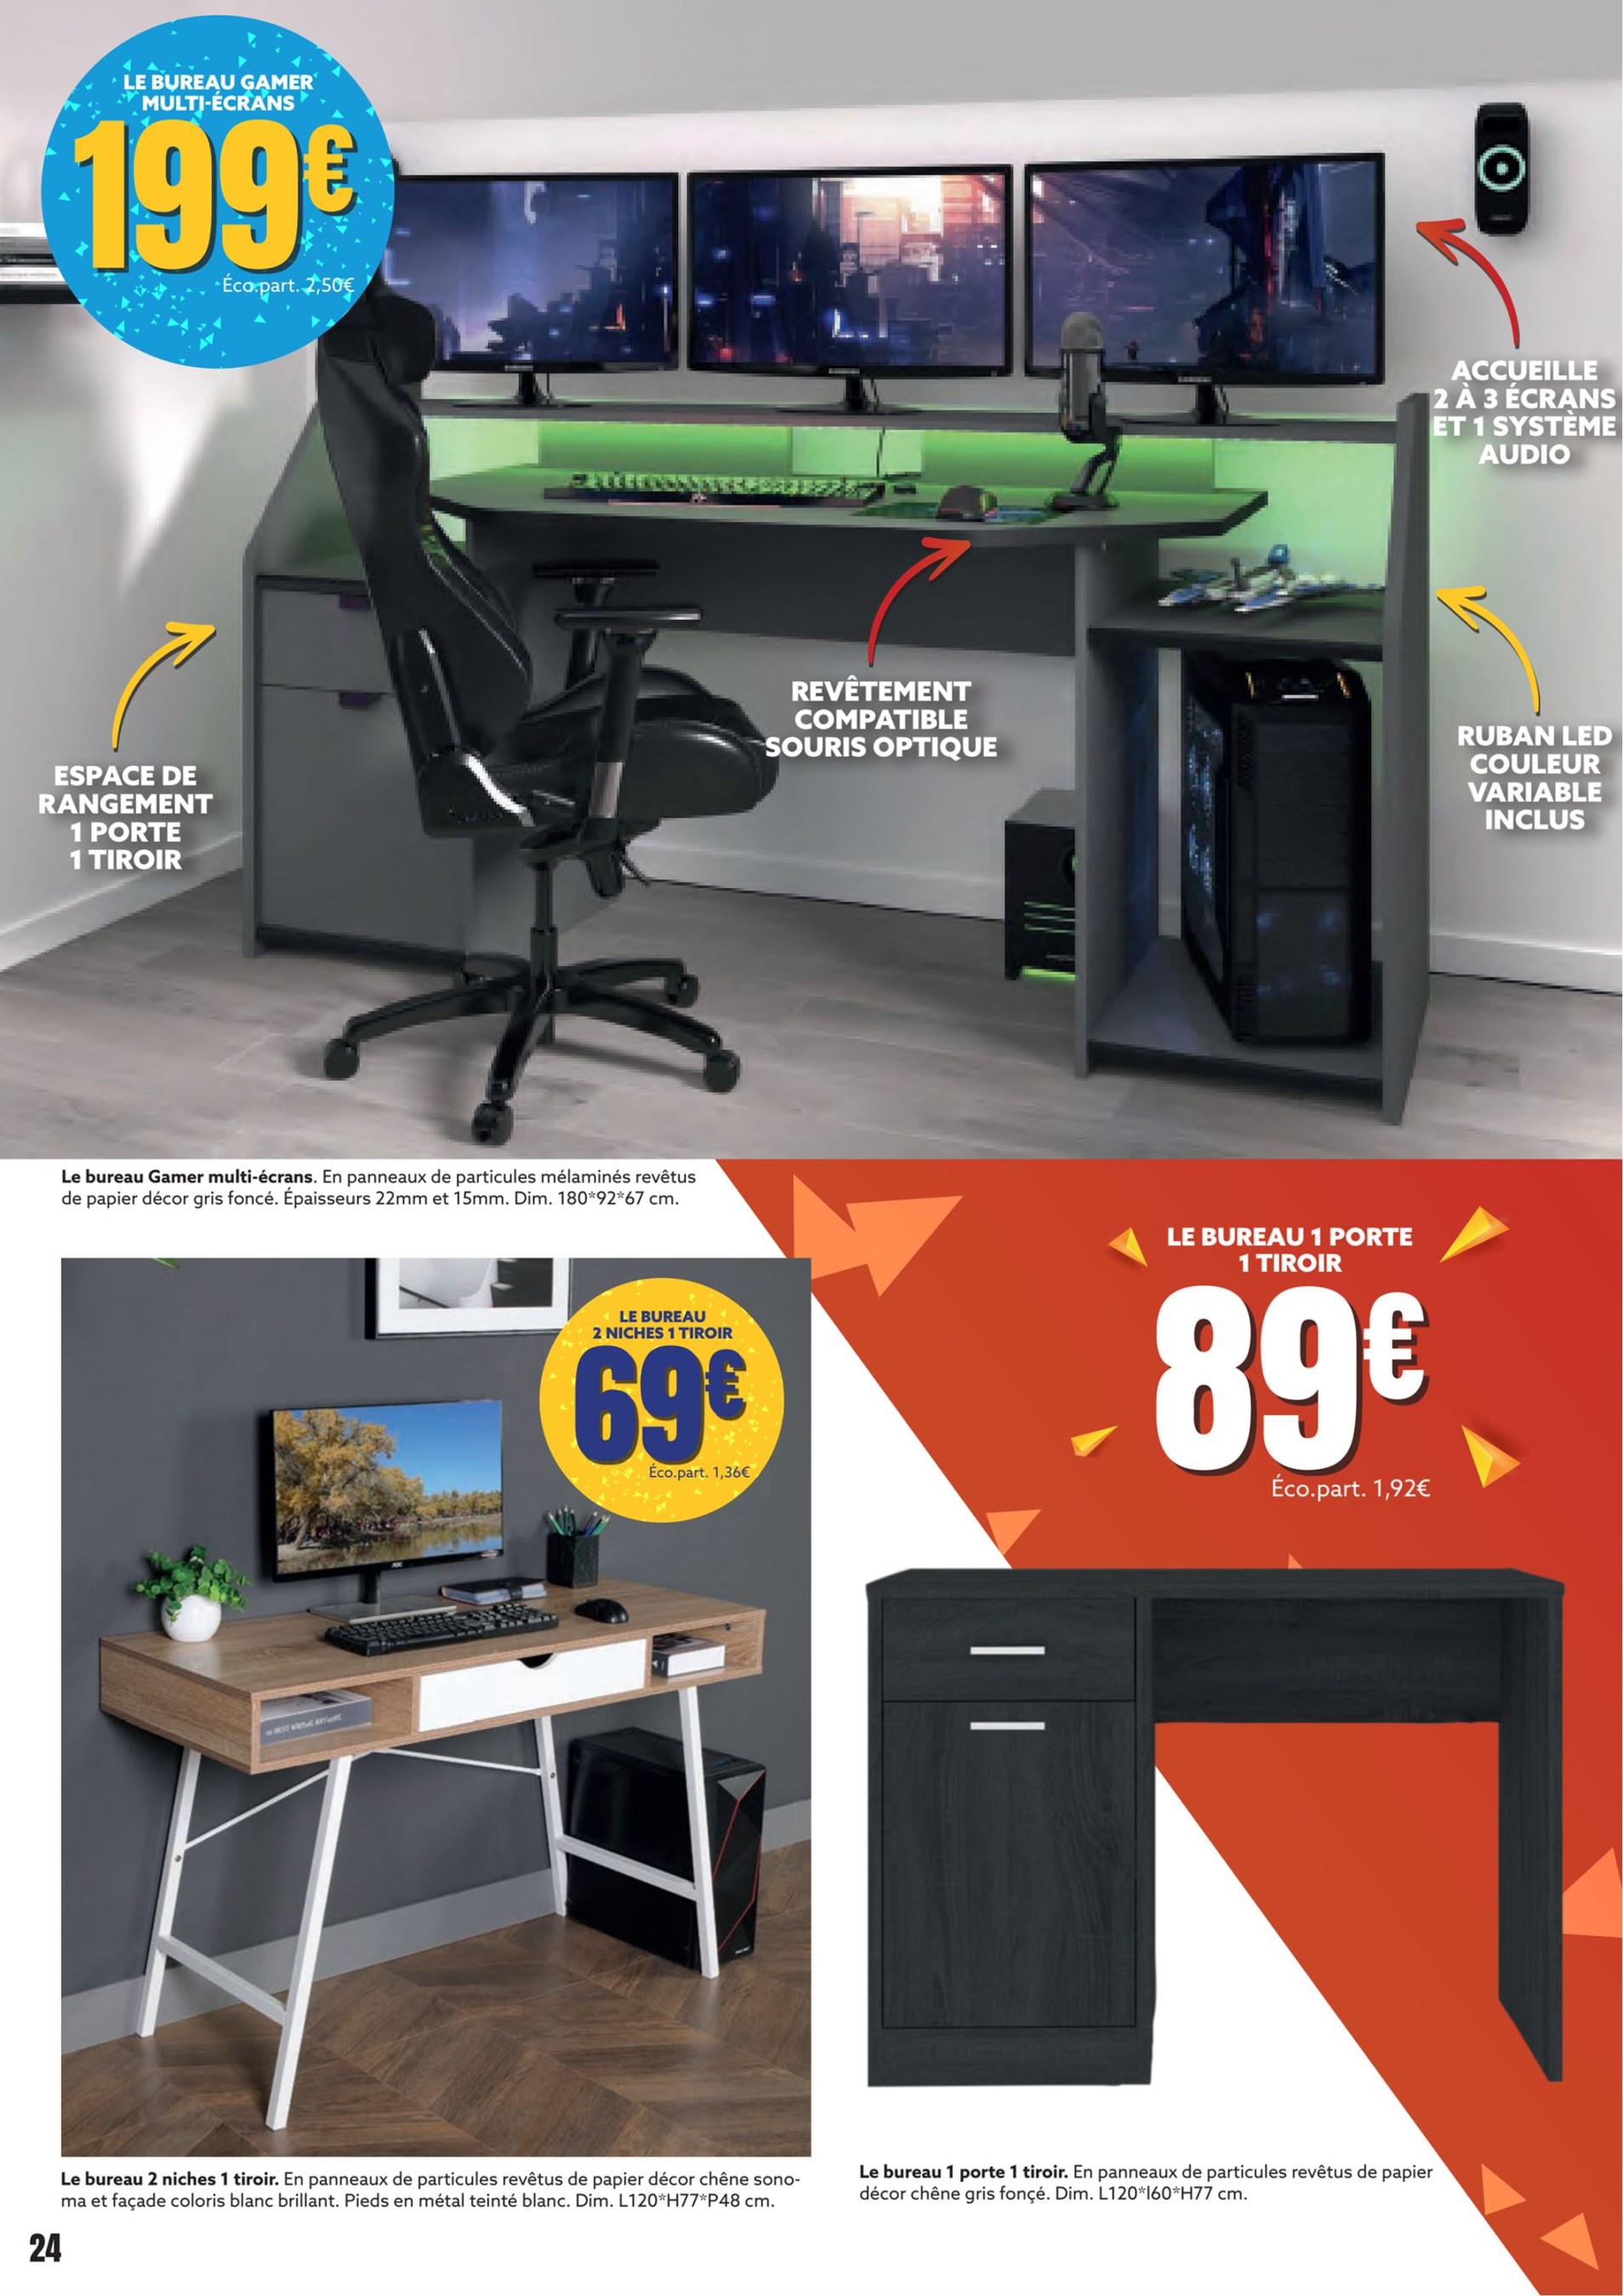 LE BUREAU GAMER
MULTI-ÉCRANS
199€
Éco.part. 2,50€
ACCUEILLE
2 À 3 ÉCRANS
ET 1 SYSTÈME
AUDIO
REVÊTEMENT
COMPATIBLE
SOURIS OPTIQUE
RUBAN LED
COULEUR
VARIABLE
INCLUS
ESPACE DE
RANGEMENT
1 PORTE
1 TIROIR
Le bureau Gamer multi-écrans. En panneaux de particules mélaminés revêtus
de papier décor gris foncé. Épaisseurs 22mm et 15mm. Dim. 180*92*67 cm.
LE BUREAU 1 PORTE
1 TIROIR
89€
Éco.part. 1,92€
LE BUREAU
2 NICHES 1 TIROIR
69€
Éco.part. 1,36€
Le bureau 2 niches 1 tiroir. En panneaux de particules revêtus de papier décor chêne sono-
ma et façade coloris blanc brillant. Pieds en métal teinté blanc. Dim. L120*H77*P48 cm.
Le bureau 1 porte 1 tiroir. En panneaux de particules revêtus de papier
décor chêne gris fonçé. Dim. L120*l60*H77 cm.
24